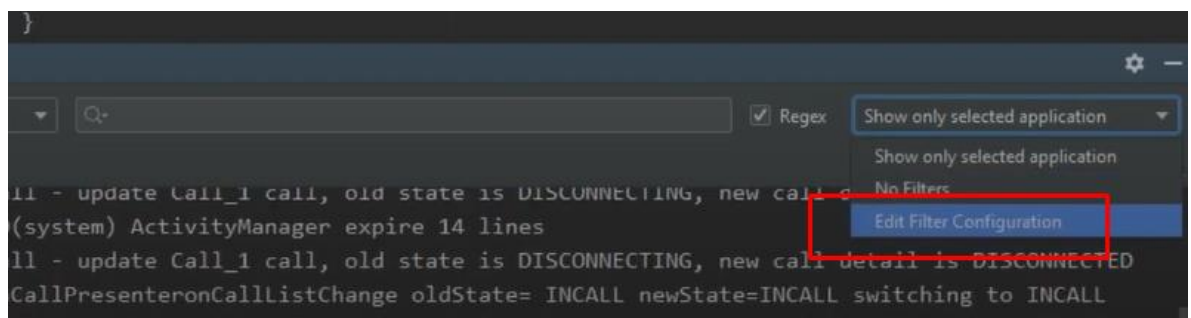 }
Regex
Show only selected application
Show only selected application
No Filters
Edit Filter Configuration
ll - update Call_1 call, old state is DISCONNECTING, new call d
(system) ActivityManager expire 14 lines
ll - update Call_1 call, old state is DISCONNECTING, new call detail is DISCONNECTED
CallPresenteronCallListChange oldState= INCALL newState=INCALL switching to INCALL